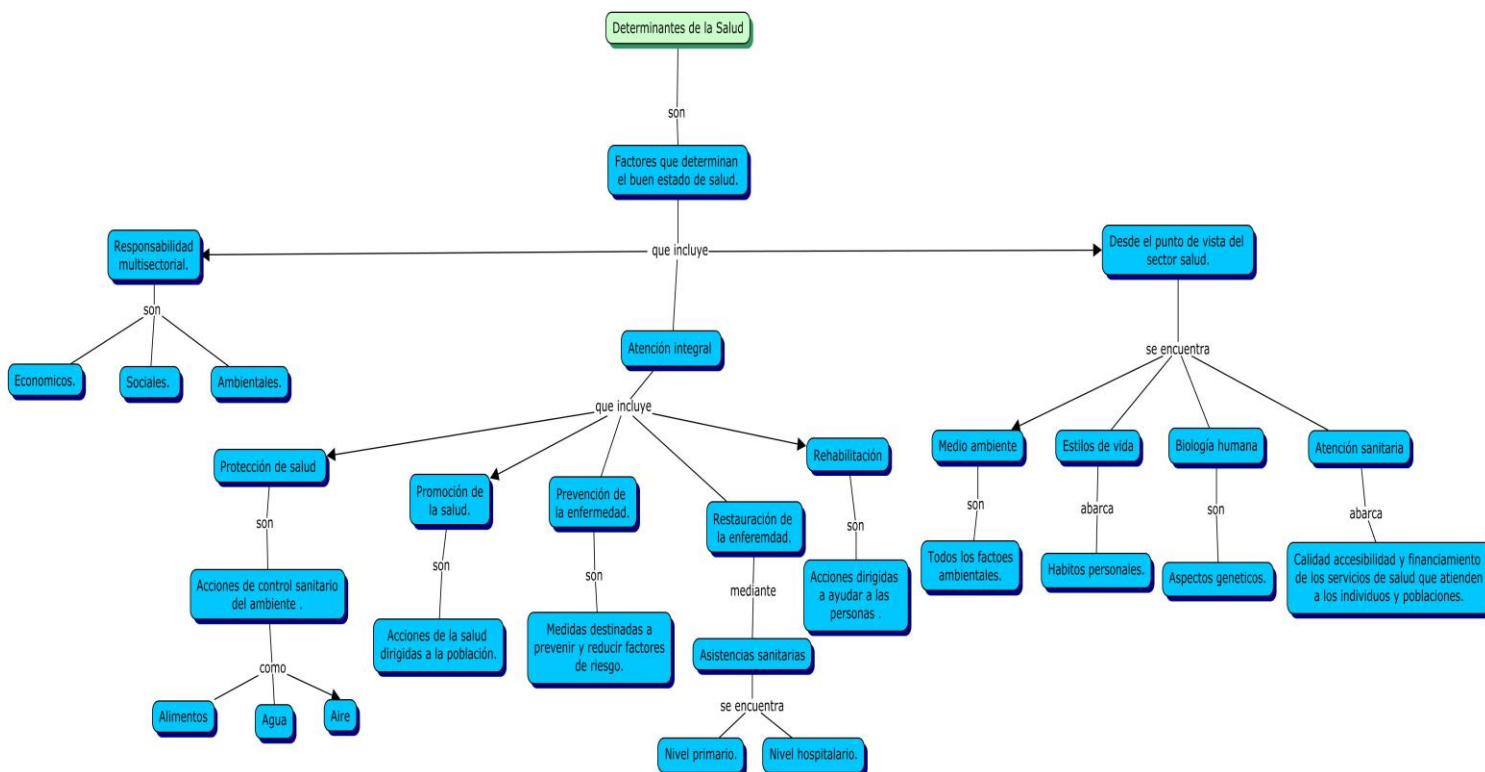 Determinantes de la Salud
son
Factores que determinan
el buen estado de salud.
que incluye
Responsabilidad
multisectorial.
son
Economicos.
Sociales.
Ambientales.
Atención integral
que incluye
Protección de salud
son
Acciones de control sanitario
del ambiente .
como
Alimentos
Agua
Aire
Promoción de
la salud.
son
Acciones de la salud
dirigidas a la población.
Prevención de
la enfermedad.
son
Medidas destinadas a
prevenir y reducir factores
de riesgo.
Restauración de
la enferemdad.
mediante
Asistencias sanitarias
se encuentra
Nivel primario.
Nivel hospitalario.
Rehabilitación
son
Acciones dirigidas
a ayudar a las
personas .
Desde el punto de vista del
sector salud.
se encuentra
Medio ambiente
son
Todos los factoes
ambientales.
Estilos de vida
abarca
Habitos personales.
Biología humana
son
Aspectos geneticos.
Atención sanitaria
abarca
Calidad accesibilidad y financiamiento
de los servicios de salud que atienden
a los individuos y poblaciones.